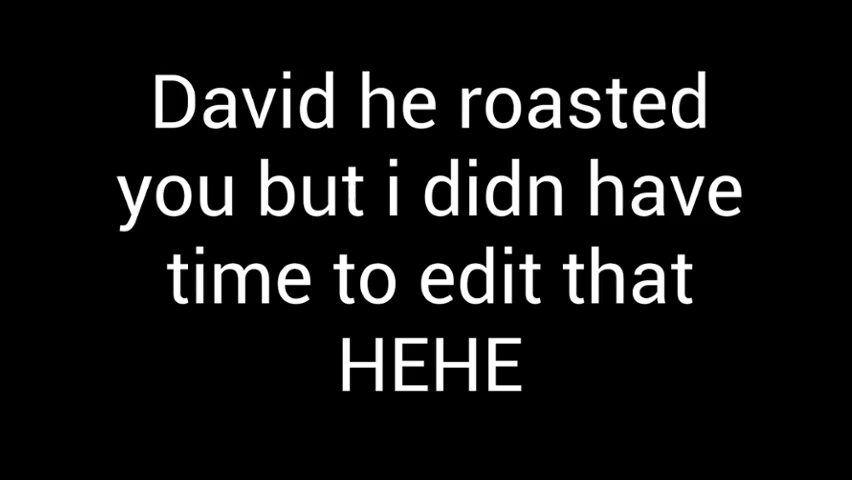 David he roasted
you but i didn have
time to edit that
HEHE